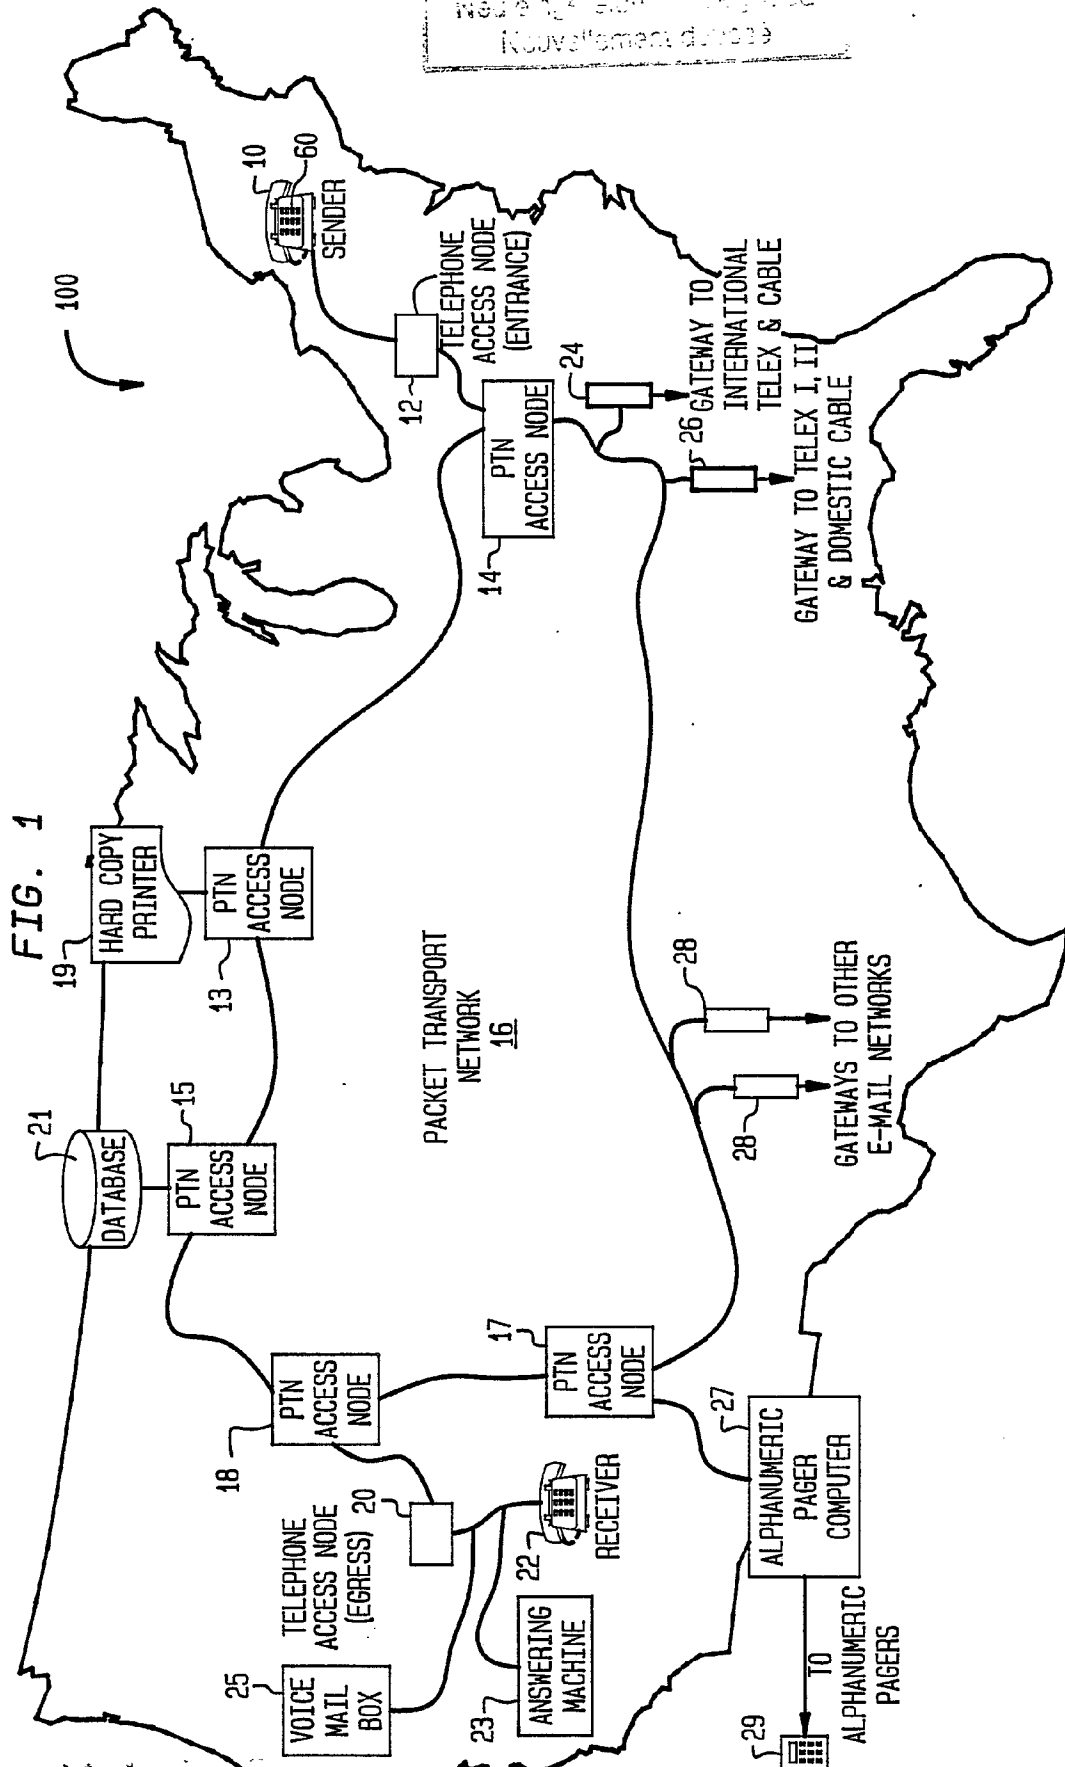 Nouvellement déposé
FIG. 1
100
10
60
SENDER
TELEPHONE
ACCESS NODE
(ENTRANCE)
12
PTN
ACCESS NODE
14
24
GATEWAY TO
INTERNATIONAL
TELEX & CABLE
26
GATEWAY TO TELEX I, II
& DOMESTIC CABLE
19
HARD COPY
PRINTER
PTN
ACCESS
NODE
13
21
DATABASE
15
PTN
ACCESS
NODE
PACKET TRANSPORT
NETWORK
16
28
28
GATEWAYS TO OTHER
E-MAIL NETWORKS
PTN
ACCESS
NODE
18
17
PTN
ACCESS
NODE
TELEPHONE
ACCESS NODE
(EGRESS)
20
22
RECEIVER
25
VOICE
MAIL
BOX
23
ANSWERING
MACHINE
27
ALPHANUMERIC
PAGER
COMPUTER
29
TO
ALPHANUMERIC
PAGERS